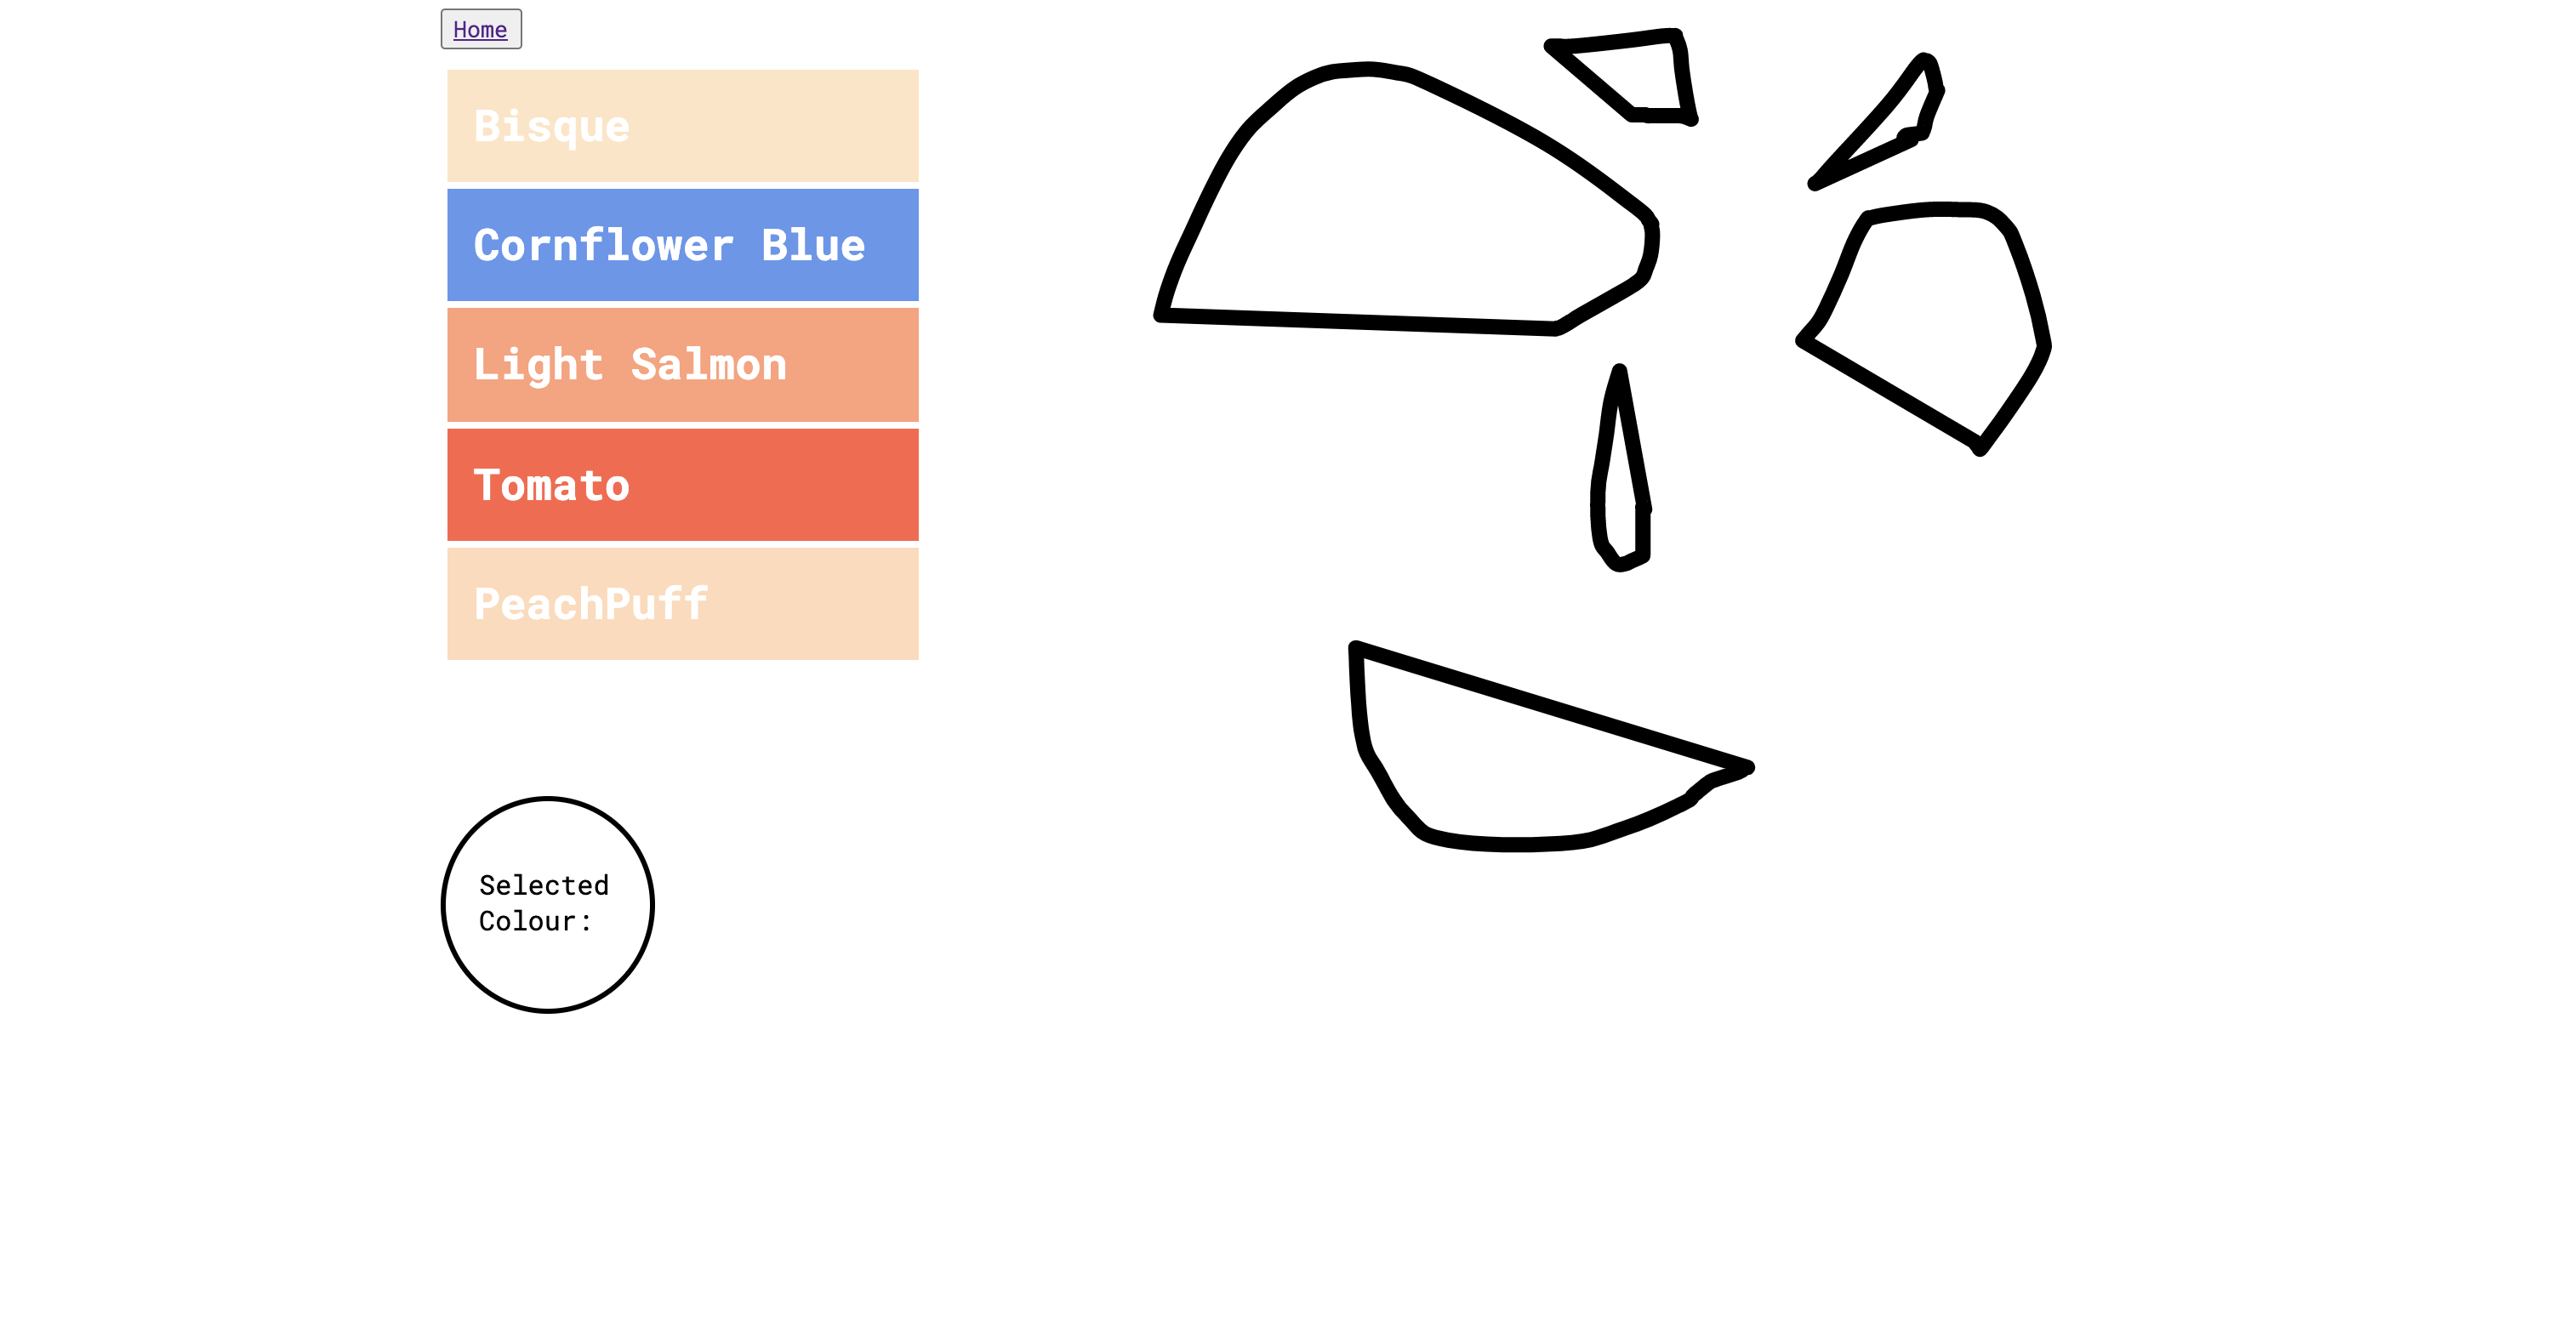 Home
Bisque
Cornflower Blue
Light Salmon
Tomato
PeachPuff
Selected
Colour: